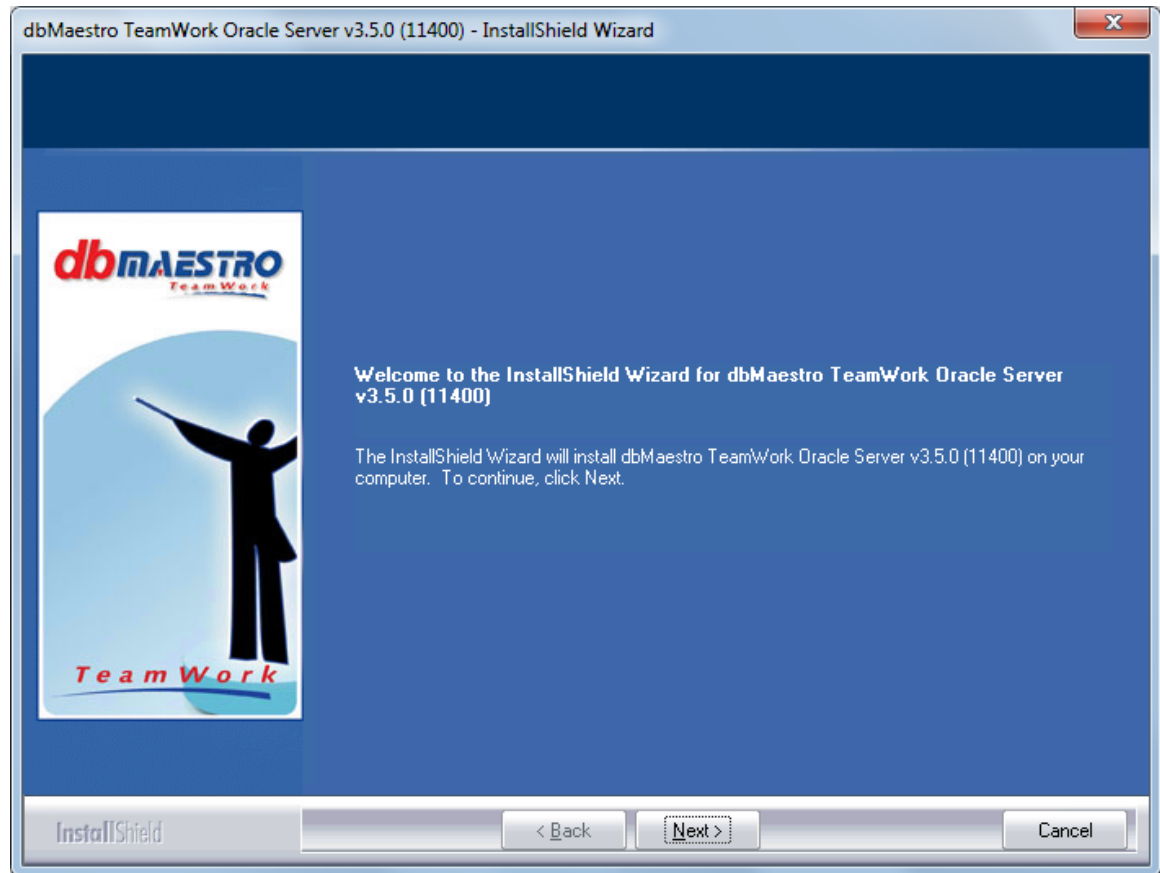 dbMaestro TeamWork Oracle Server v3.5.0 (11400) - InstallShield Wizard
dbMAESTRO
TeamWork
Welcome to the InstallShield Wizard for dbMaestro TeamWork Oracle Server
v3.5.0 (11400)
The InstallShield Wizard will install dbMaestro TeamWork Oracle Server v3.5.0 (11400) on your
computer. To continue, click Next.
TeamWork
InstallShield
< Back
Next >
Cancel